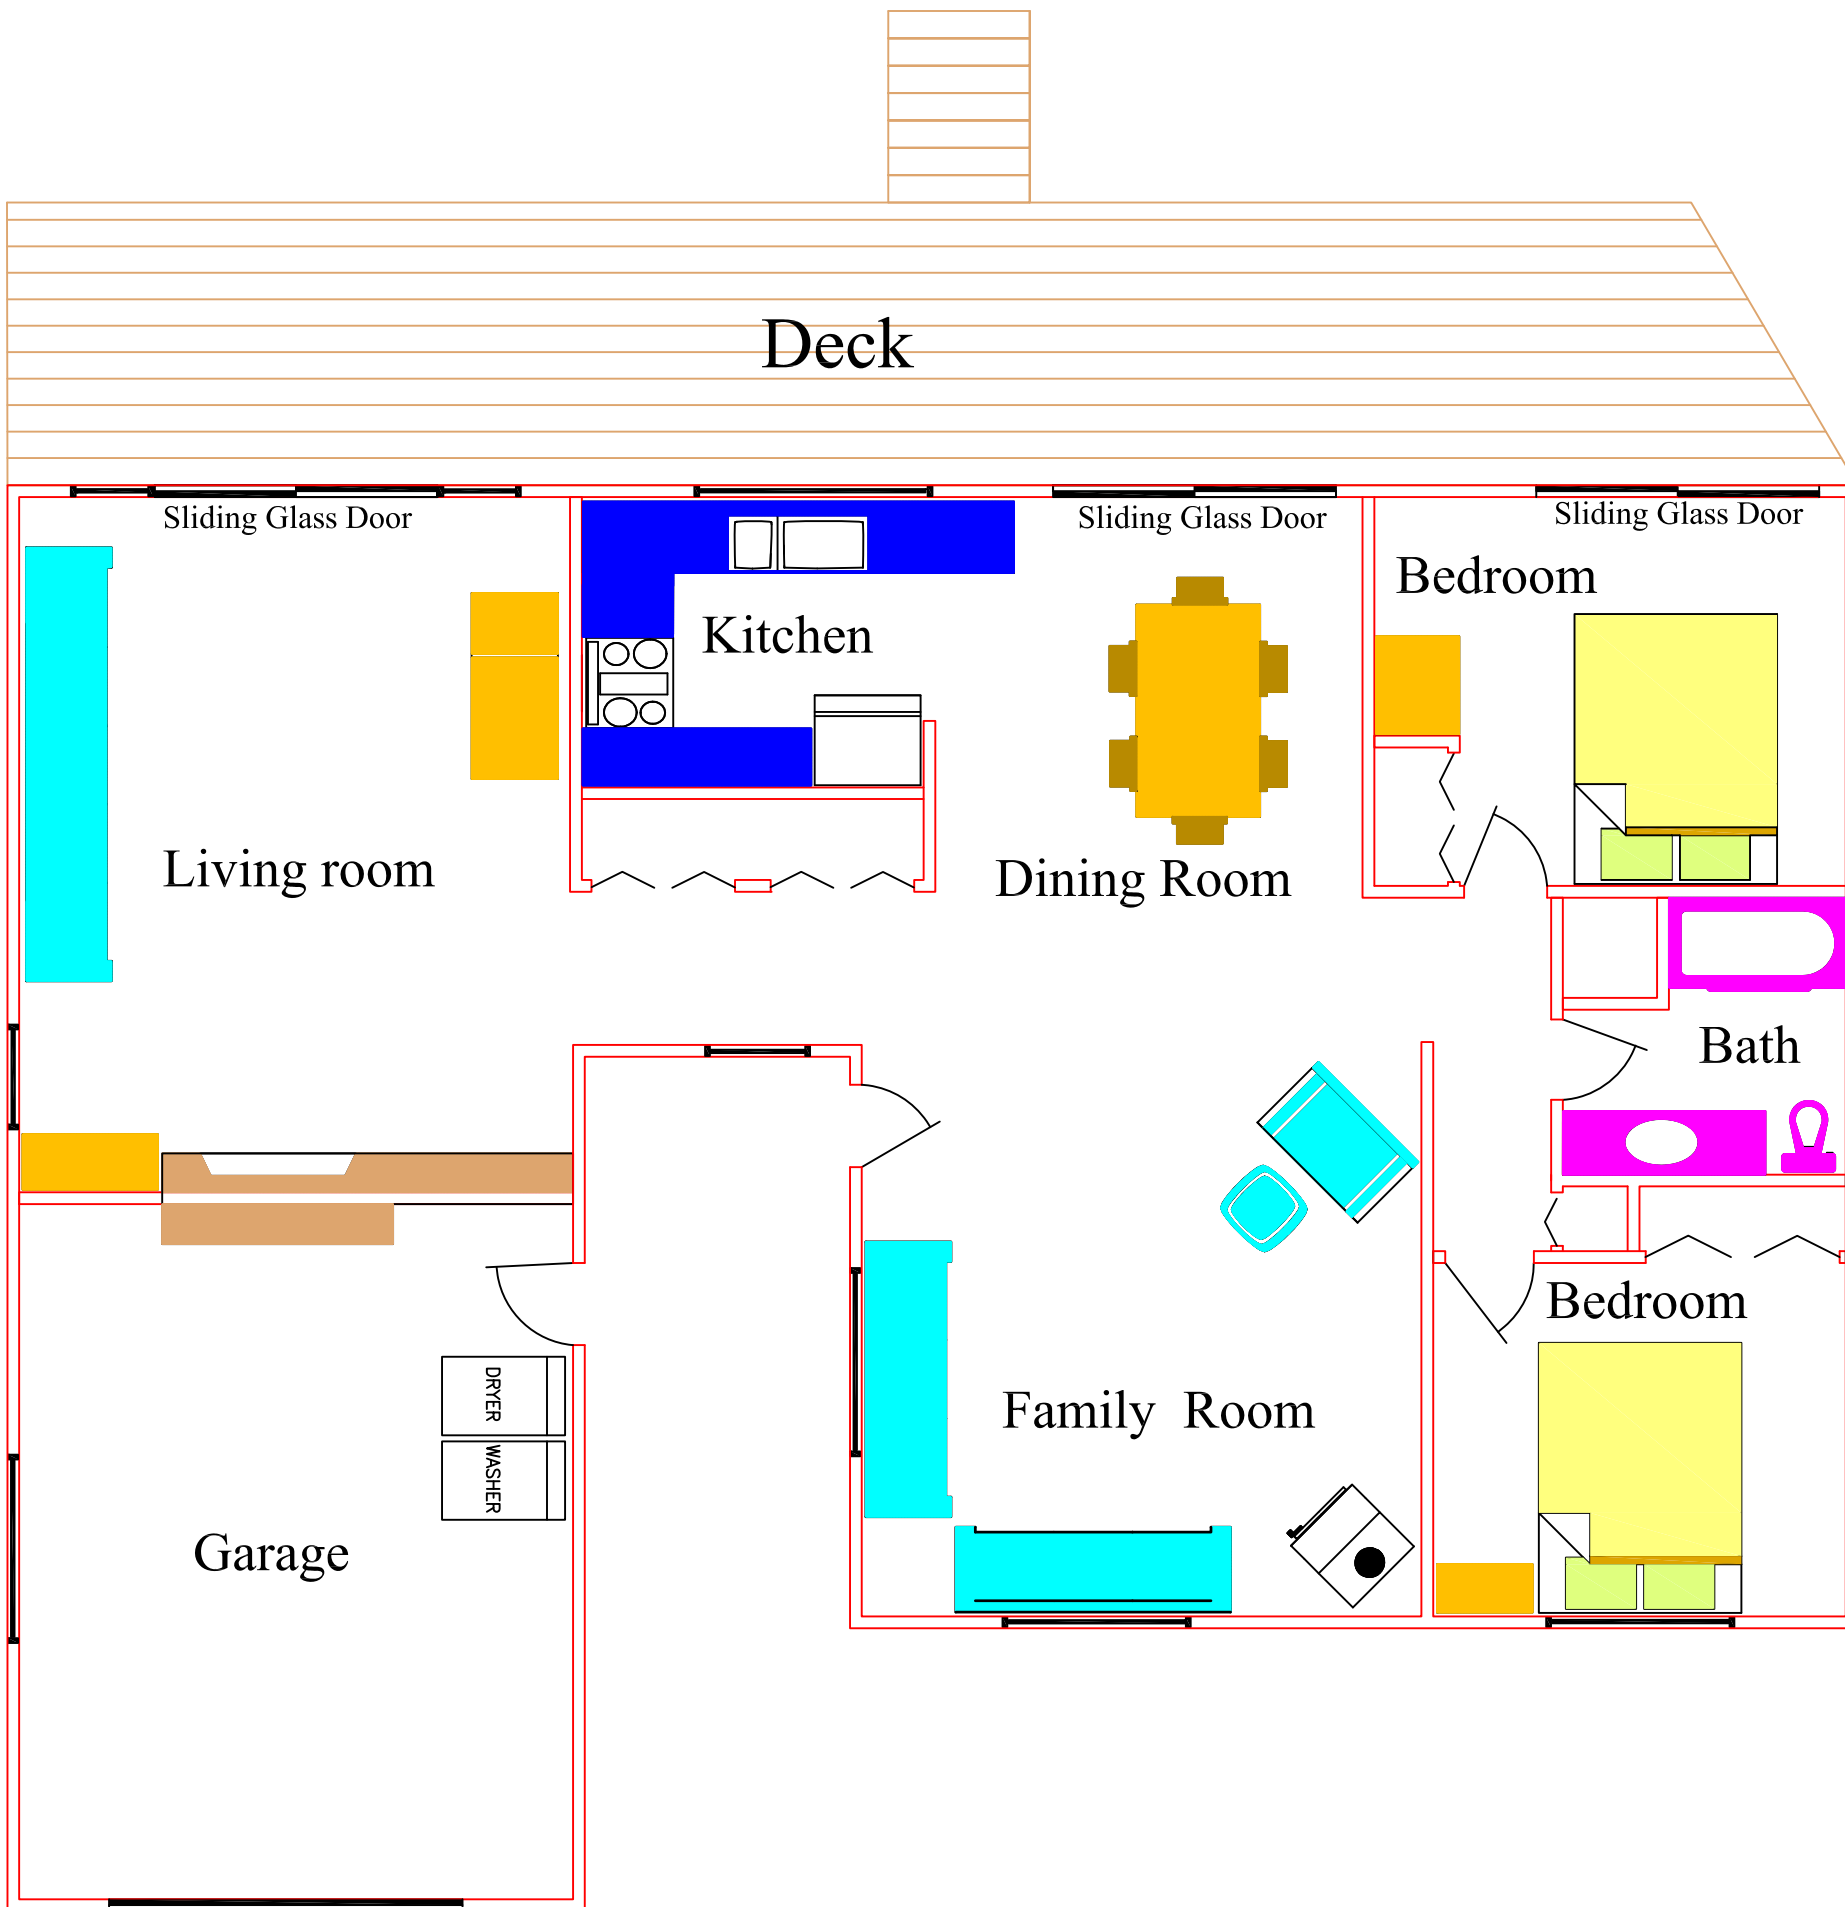 Deck
Sliding Glass Door
Sliding Glass Door
Sliding Glass Door
Bedroom
Kitchen
Living room
Dining Room
Bath
Bedroom
DRYER
WASHER
Family Room
Garage